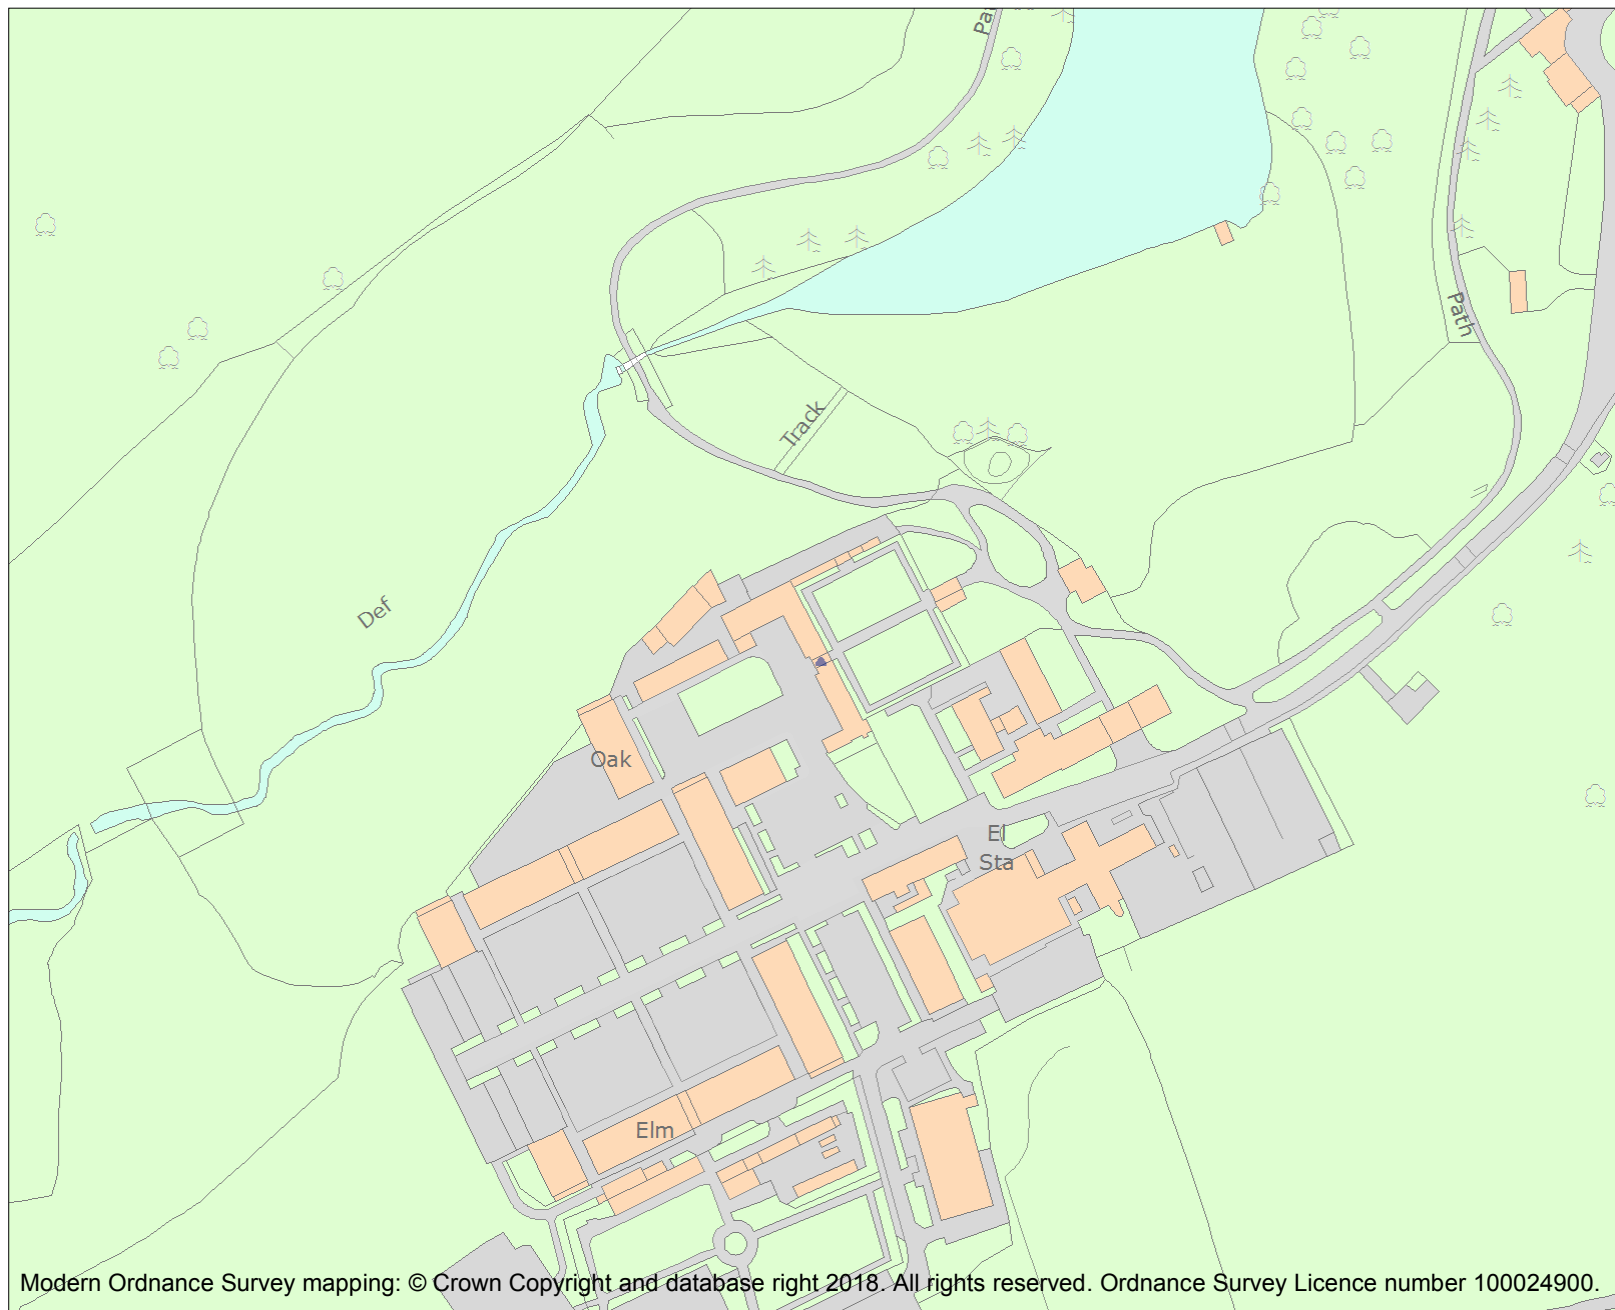 Path
Track
Def
Oak
El
Sta
Elm
Modern Ordnance Survey mapping: © Crown Copyright and database right 2018. All rights reserved. Ordnance Survey Licence number 100024900.